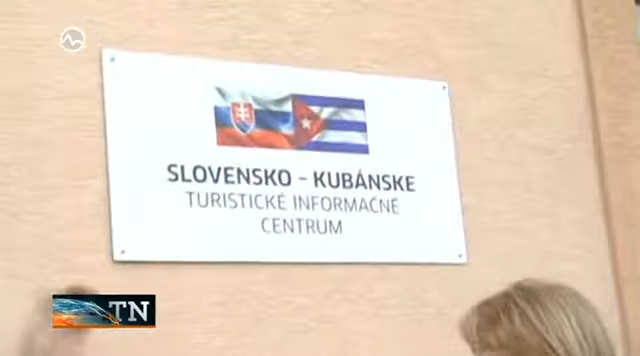 SLOVENSKO - KUBÁNSKE
TURISTICKÉ INFORMAČNÉ
CENTRUM
TN